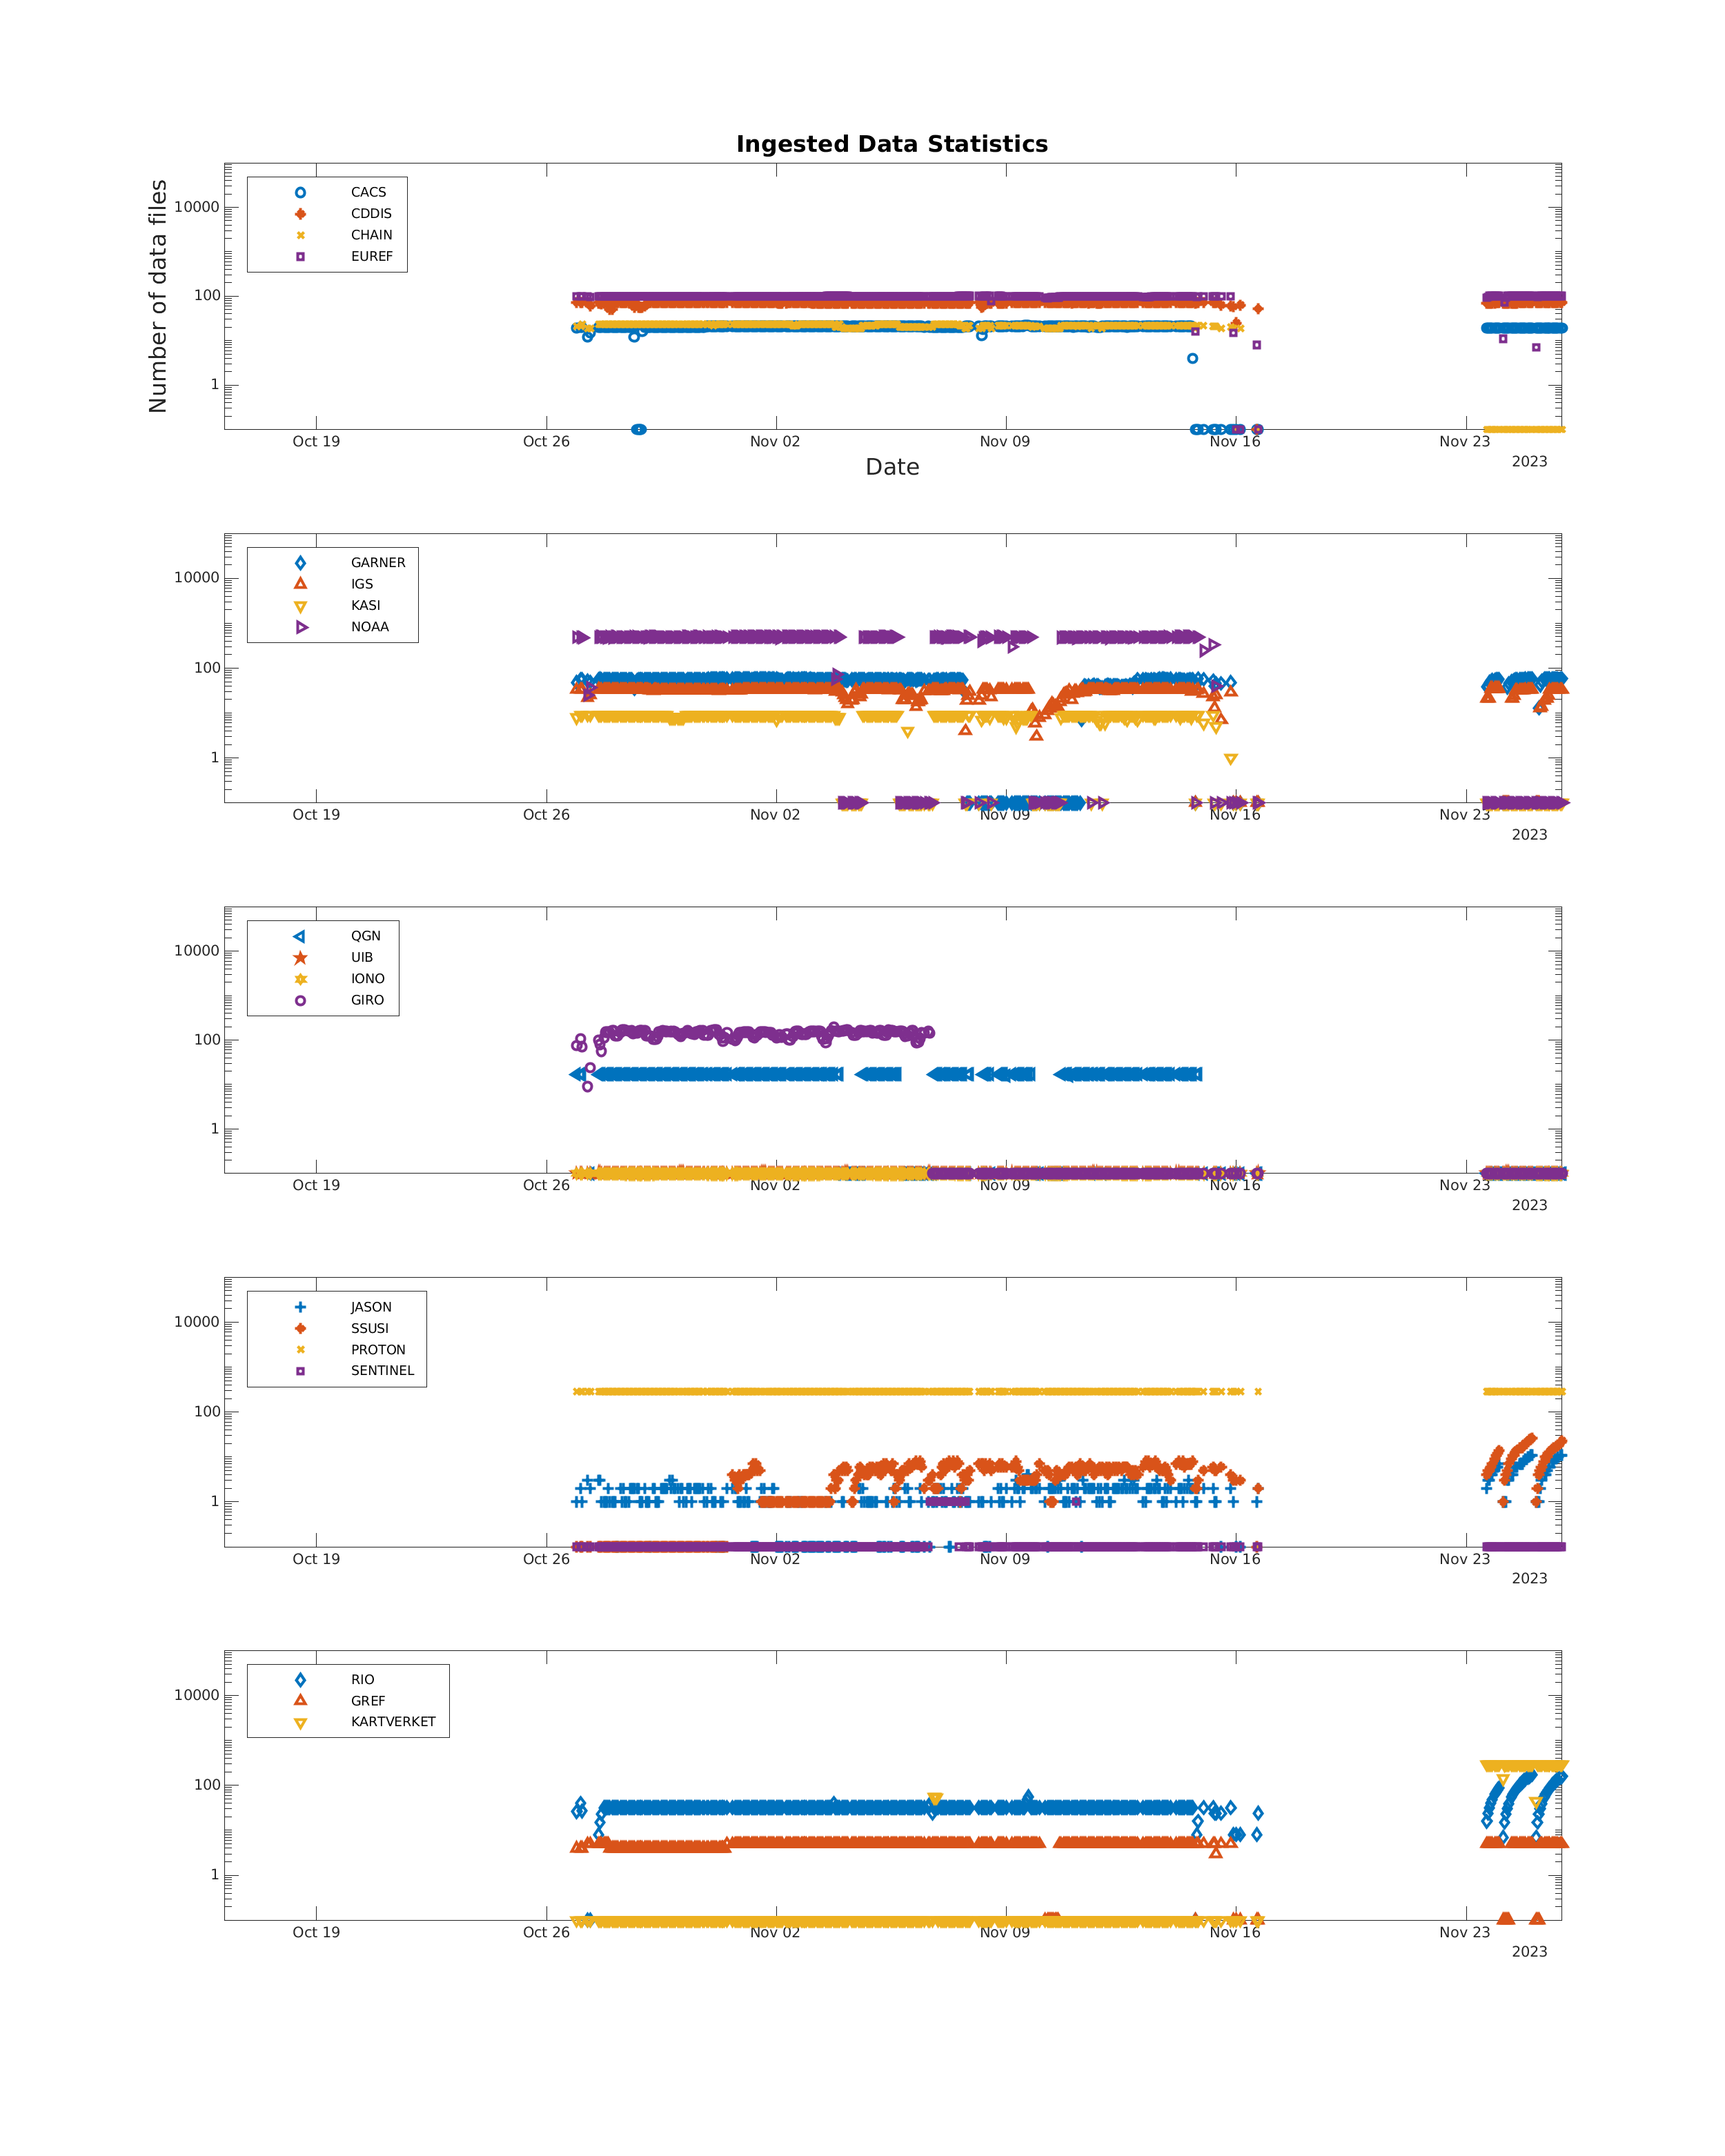 Ingested Data Statistics
Number of data files
10000
100
1
CACS
CDDIS
CHAIN
EUREF
Oct 19
Oct 26
Nov 02
Nov 09
Nov 16
Nov 23
2023
Date
10000
100
1
GARNER
IGS
KASI
NOAA
Oct 19
Oct 26
Nov 02
Nov 09
Nov 16
Nov 23
2023
10000
100
1
QGN
UIB
IONO
GIRO
Oct 19
Oct 26
Nov 02
Nov 09
Nov 16
Nov 23
2023
10000
100
1
JASON
SSUSI
PROTON
SENTINEL
Oct 19
Oct 26
Nov 02
Nov 09
Nov 16
Nov 23
2023
10000
100
1
RIO
GREF
KARTVERKET
Oct 19
Oct 26
Nov 02
Nov 09
Nov 16
Nov 23
2023